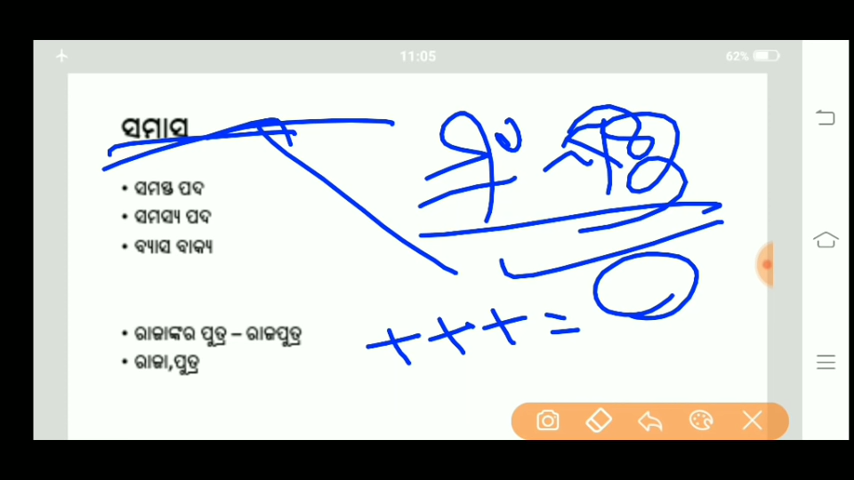 11:05
62%
ସମାସ
• ସମସ୍ତ ପଦ
• ସମସ୍ୟ ପଦ
• ବ୍ୟାସ ବାକ୍ୟ
• ରାଜାଙ୍କର ପୁତ୍ର – ରାଜପୁତ୍ର
• ରାଜା,ପୁତ୍ର
+ + + =